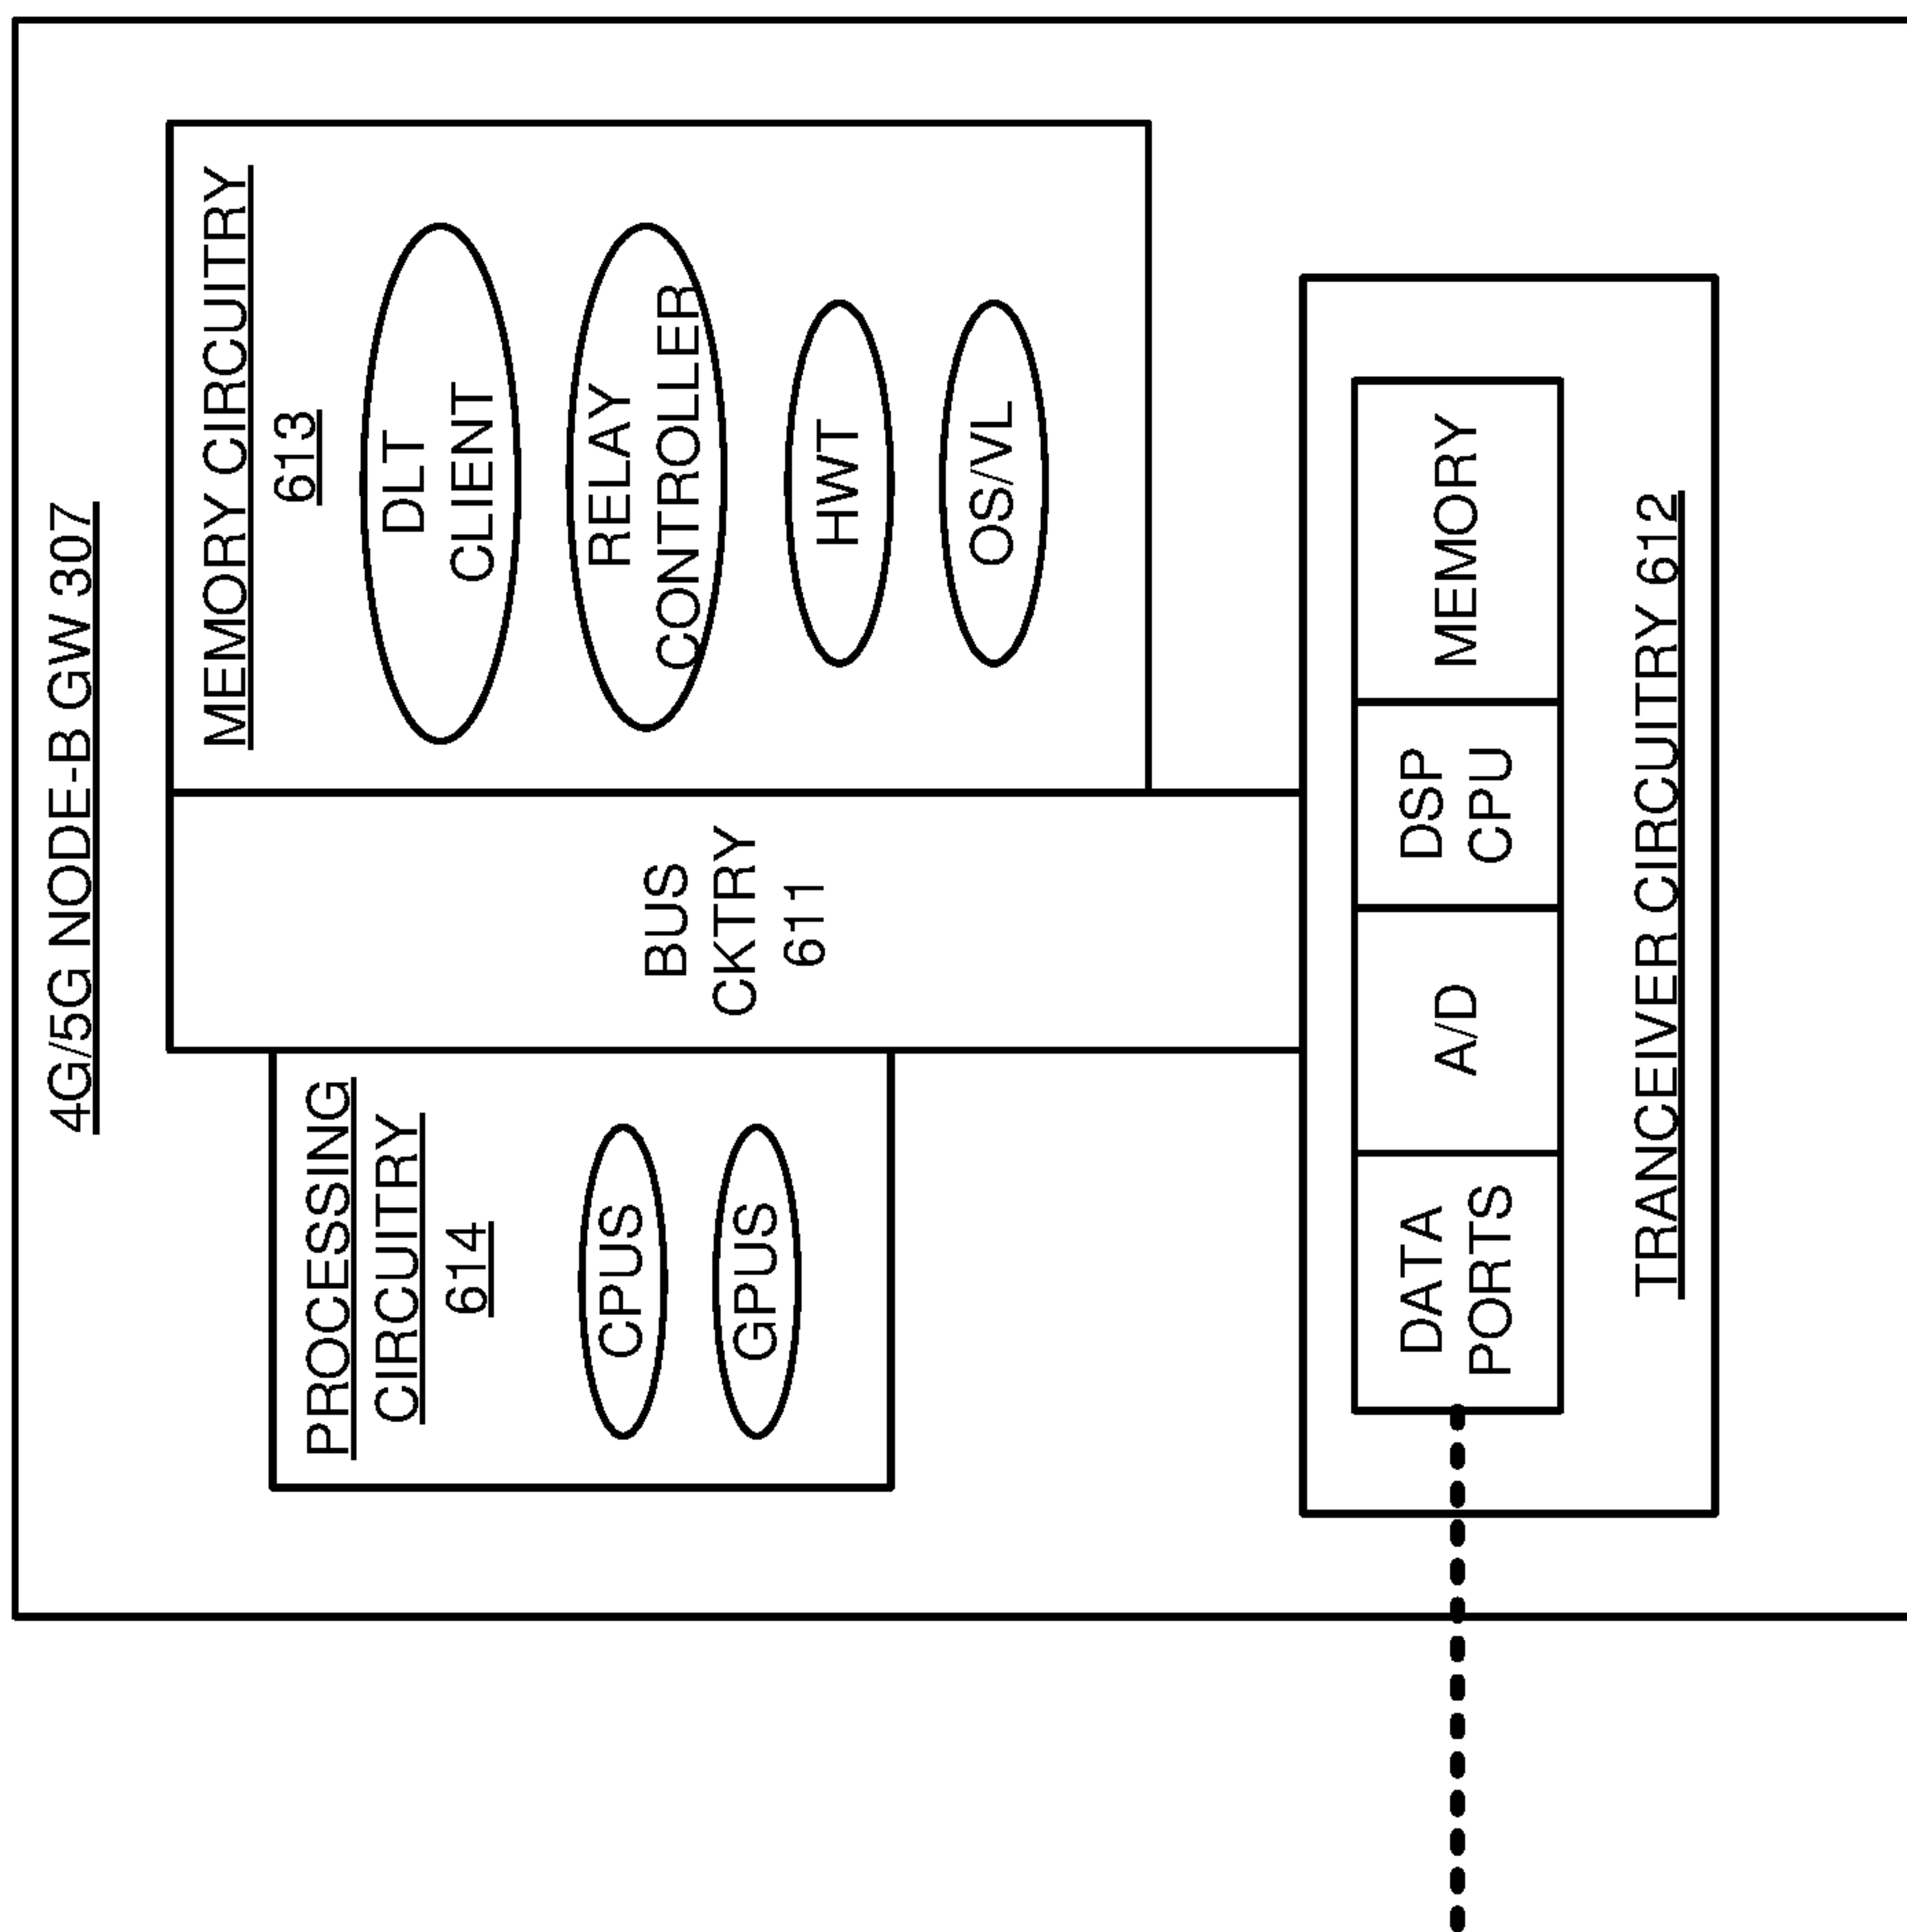 4G/5G NODE-B GW 307
PROCESSING
CIRCUITRY
614
CPUS
GPUS
BUS
CKTRY
611
MEMORY CIRCUITRY
613
DLT
CLIENT
RELAY
CONTROLLER
HWT
OS/VL
DATA
PORTS
A/D
DSP
CPU
MEMORY
TRANCEIVER CIRCUITRY 612